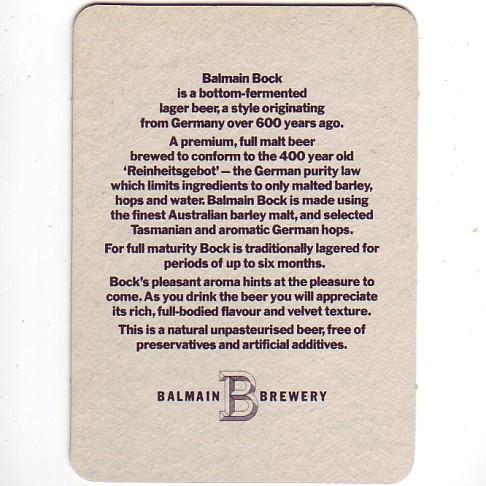 Balmain Bock
is a bottom-fermented
lager beer, a style originating
from Germany over 600 years ago.
A premium, full malt beer
brewed to conform to the 400 year old
‘Reinheitsgebot’ – the German purity law
which limits ingredients to only malted barley,
hops and water. Balmain Bock is made using
the finest Australian barley malt, and selected
Tasmanian and aromatic German hops.
For full maturity Bock is traditionally lagered for
periods of up to six months.
Bock's pleasant aroma hints at the pleasure to
come. As you drink the beer you will appreciate
its rich, full-bodied flavour and velvet texture.
This is a natural unpasteurised beer, free of
preservatives and artificial additives.
BALMAIN B BREWERY